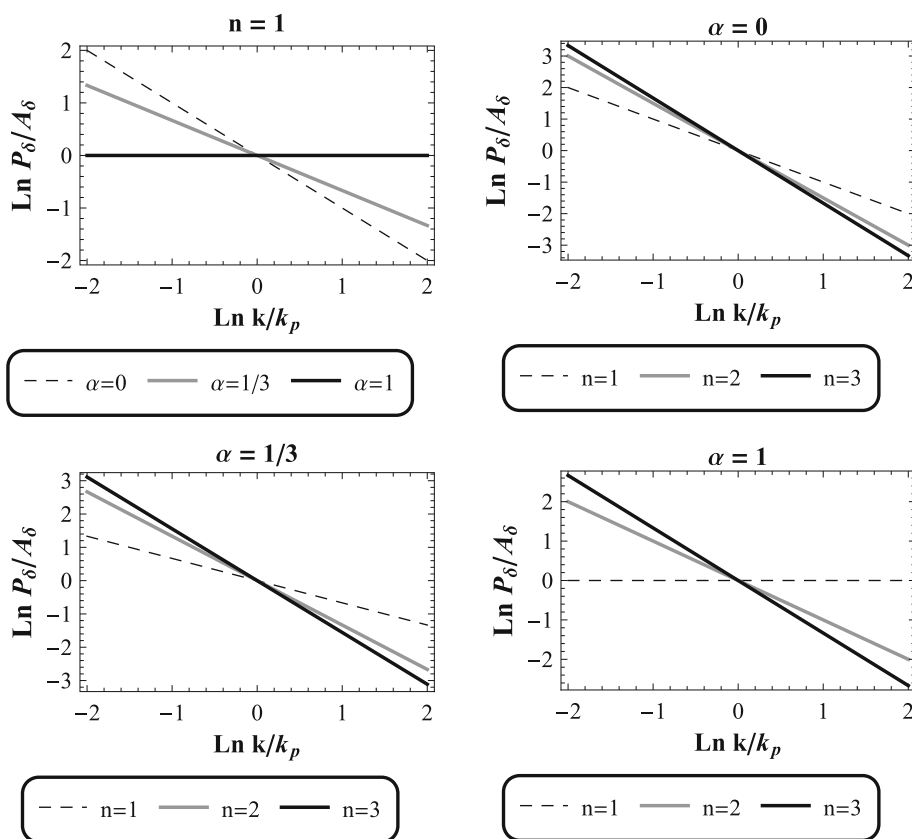 n = 1
2
1
0
−1
−2
Ln P_δ/A_δ
−2 −1 0 1 2
Ln k/k_p
α=0 α=1/3 α=1
α = 0
3
2
1
0
−1
−2
−3
Ln P_δ/A_δ
−2 −1 0 1 2
Ln k/k_p
n=1 n=2 n=3
α = 1/3
3
2
1
0
−1
−2
−3
Ln P_δ/A_δ
−2 −1 0 1 2
Ln k/k_p
n=1 n=2 n=3
α = 1
2
1
0
−1
−2
Ln P_δ/A_δ
−2 −1 0 1 2
Ln k/k_p
n=1 n=2 n=3